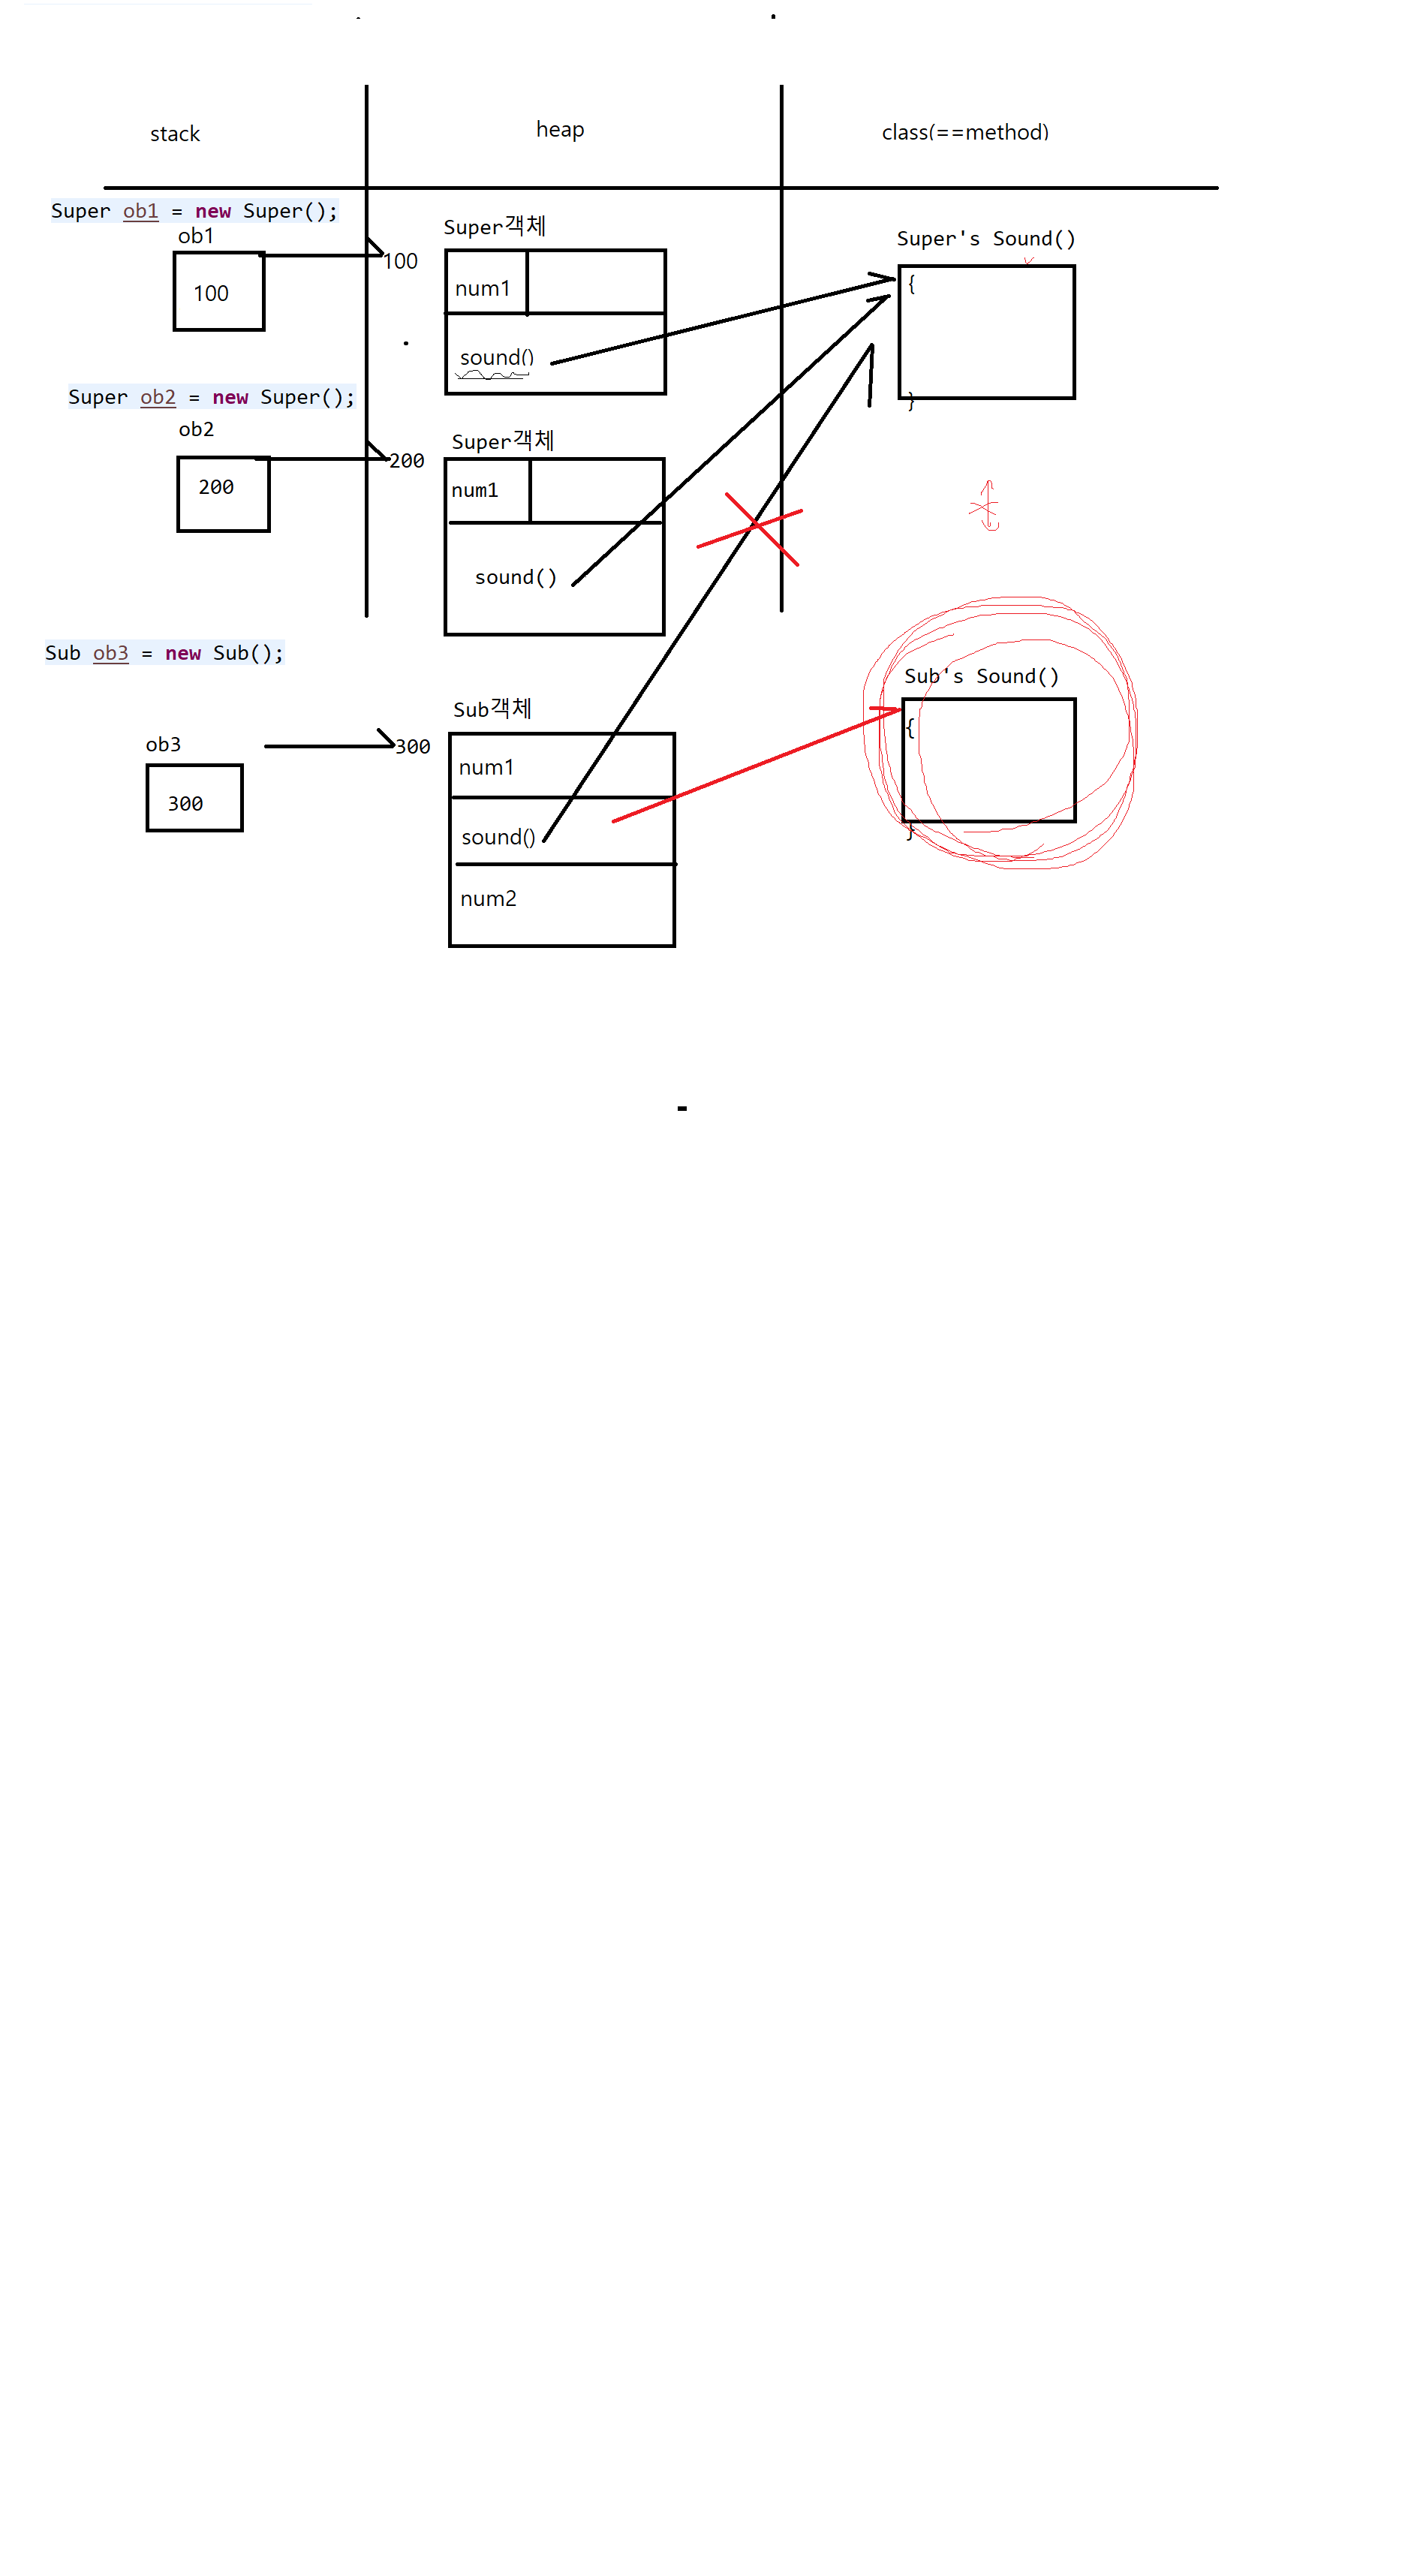 stack
heap
class(==method)
Super ob1 = new Super();
ob1
100
100
Super객체
num1
sound()
Super's Sound()
{
}
Super ob2 = new Super();
ob2
200
200
Super객체
num1
sound()
Sub ob3 = new Sub();
ob3
300
300
Sub객체
num1
sound()
num2
Sub's Sound()
{
}